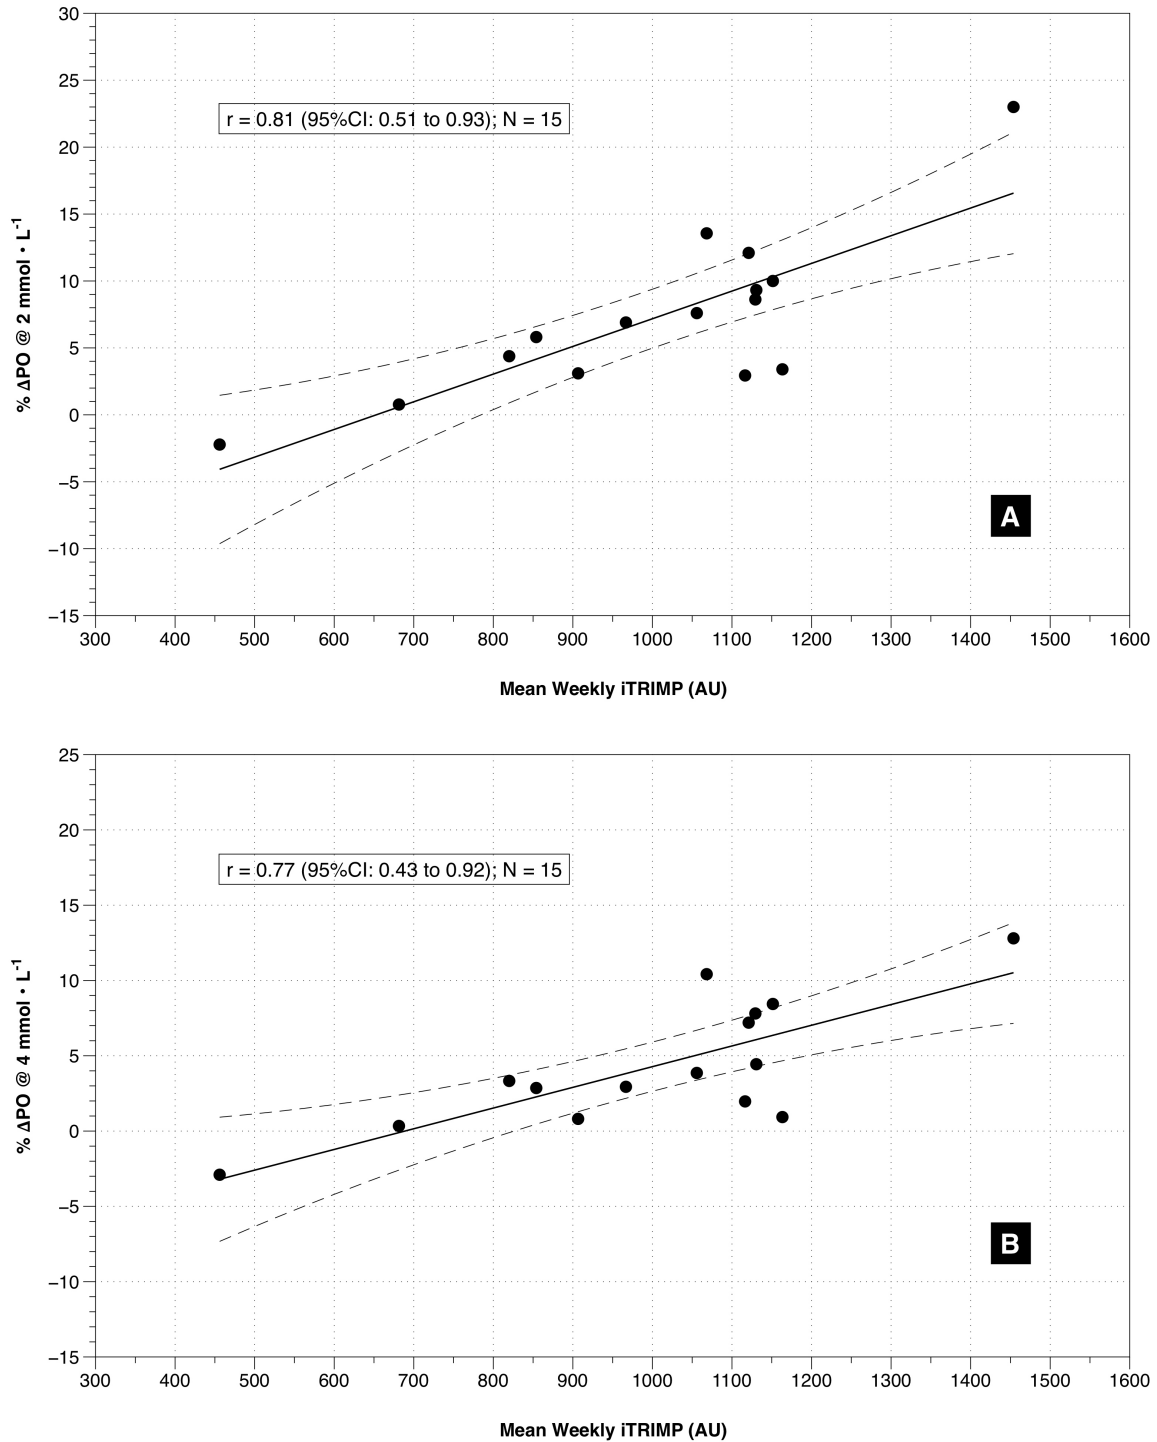 30
25
20
15
10
5
0
−5
−10
−15
% ΔPO @ 2 mmol • L-1
r = 0.81 (95%CI: 0.51 to 0.93); N = 15
A
300 400 500 600 700 800 900 1000 1100 1200 1300 1400 1500 1600
Mean Weekly iTRIMP (AU)
25
20
15
10
5
0
−5
−10
−15
% ΔPO @ 4 mmol • L-1
r = 0.77 (95%CI: 0.43 to 0.92); N = 15
B
300 400 500 600 700 800 900 1000 1100 1200 1300 1400 1500 1600
Mean Weekly iTRIMP (AU)